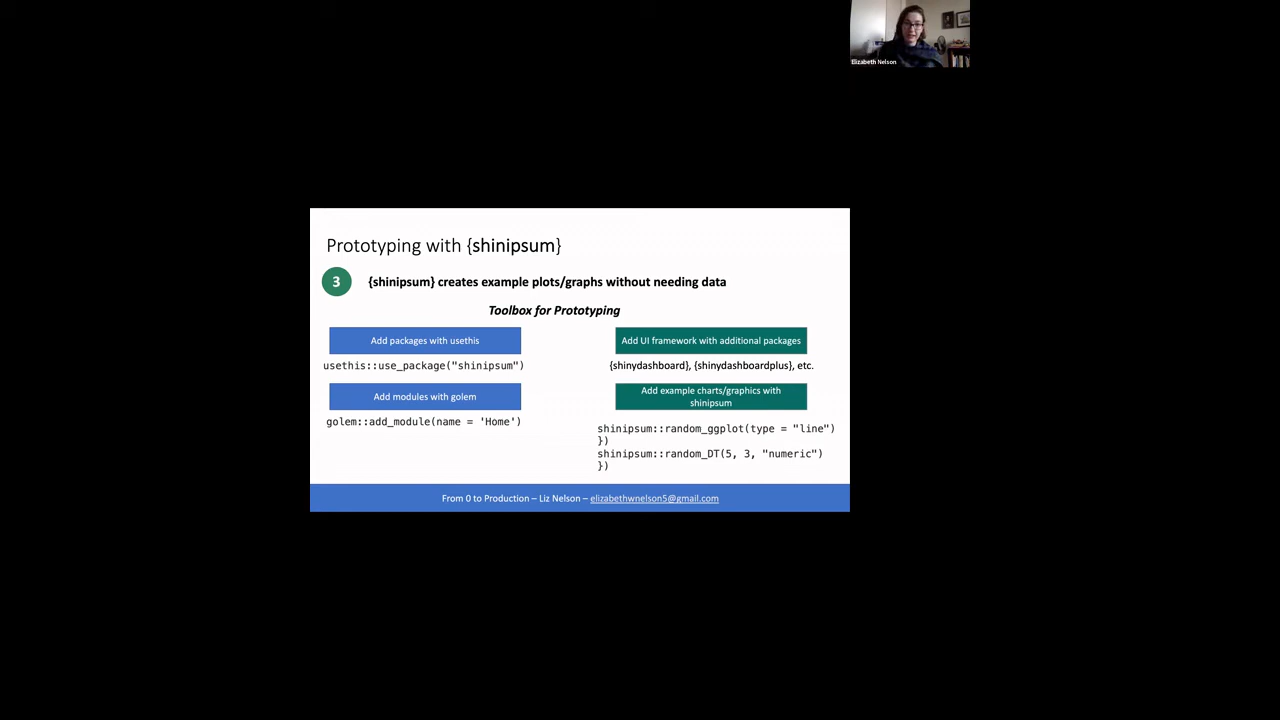 Elizabeth Nelson
Prototyping with {shinipsum}
3
{shinipsum} creates example plots/graphs without needing data
Toolbox for Prototyping
Add packages with usethis
usethis::use_package("shinipsum")
Add modules with golem
golem::add_module(name = 'Home')
Add UI framework with additional packages
{shinydashboard}, {shinydashboardplus}, etc.
Add example charts/graphics with
shinipsum
shinipsum::random_ggplot(type = "line")
})
shinipsum::random_DT(5, 3, "numeric")
})
From 0 to Production – Liz Nelson – elizabethwnelson5@gmail.com